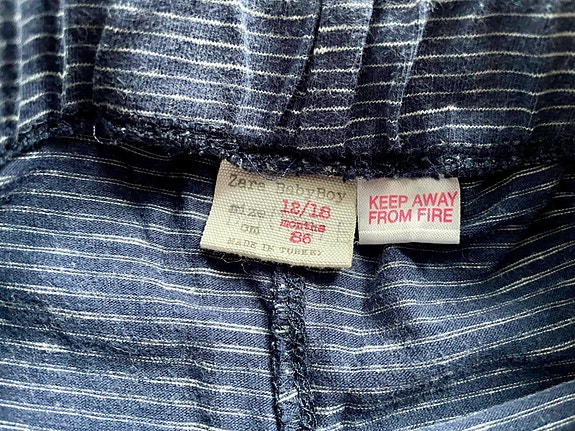 Zara BabyBoy
size 12/18
months
cm 86
MADE IN TURKEY
KEEP AWAY
FROM FIRE